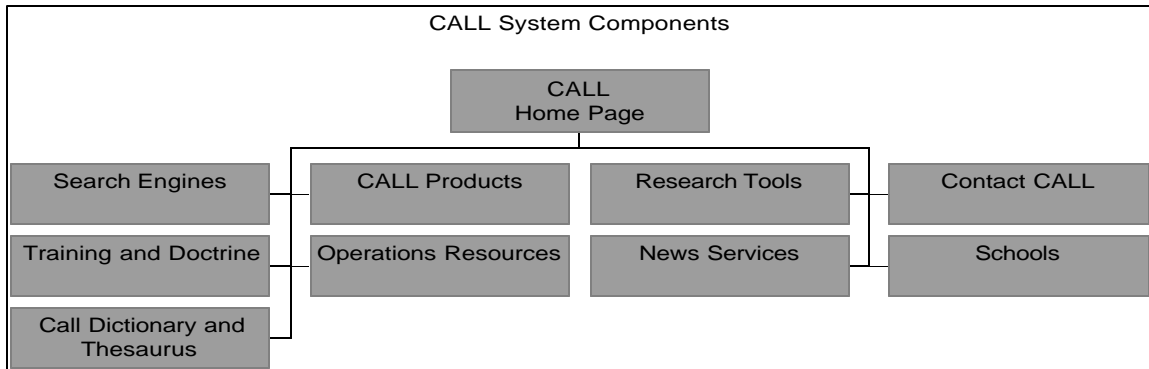 CALL System Components
CALL
Home Page
Search Engines
CALL Products
Research Tools
Contact CALL
Training and Doctrine
Operations Resources
News Services
Schools
Call Dictionary and
Thesaurus